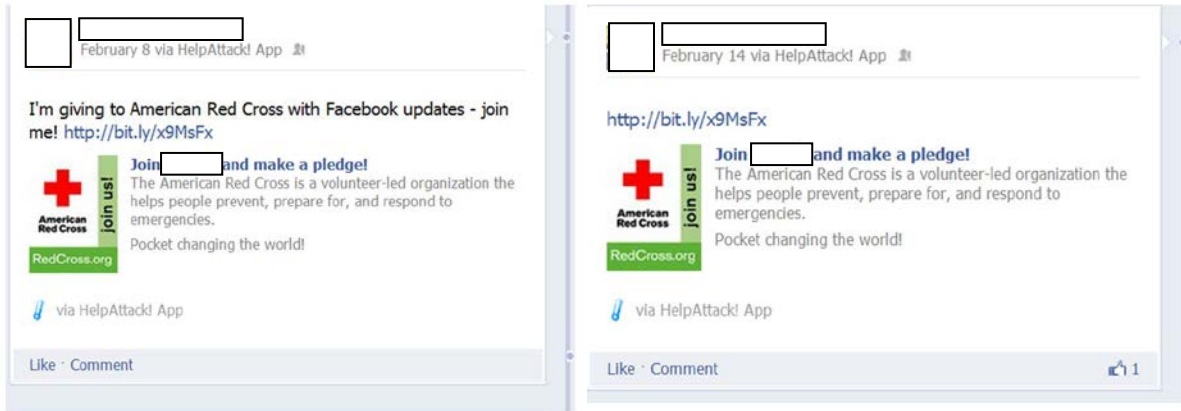 February 8 via HelpAttack! App
I'm giving to American Red Cross with Facebook updates - join
me! http://bit.ly/x9MsFx
Join and make a pledge!
The American Red Cross is a volunteer-led organization the
helps people prevent, prepare for, and respond to
emergencies.
Pocket changing the world!
American
Red Cross
join us!
RedCross.org
via HelpAttack! App
Like · Comment
February 14 via HelpAttack! App
http://bit.ly/x9MsFx
Join and make a pledge!
The American Red Cross is a volunteer-led organization the
helps people prevent, prepare for, and respond to
emergencies.
Pocket changing the world!
American
Red Cross
join us!
RedCross.org
via HelpAttack! App
Like · Comment
1